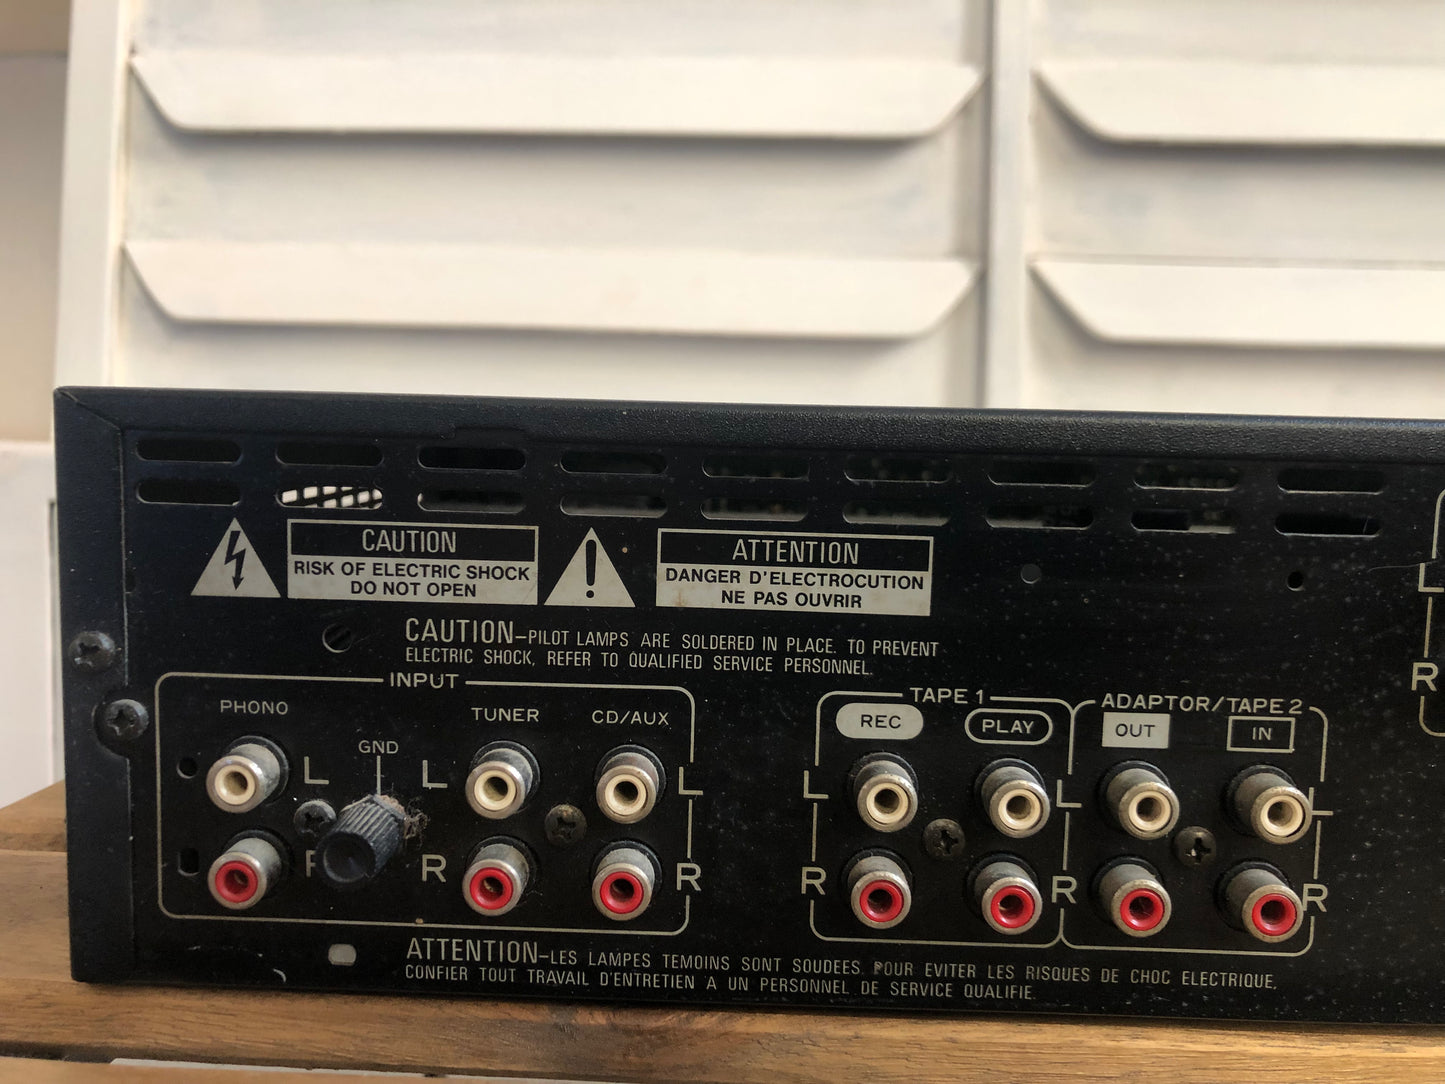 CAUTION
RISK OF ELECTRIC SHOCK
DO NOT OPEN
ATTENTION
DANGER D'ELECTROCUTION
NE PAS OUVRIR
CAUTION–PILOT LAMPS ARE SOLDERED IN PLACE. TO PREVENT
ELECTRIC SHOCK, REFER TO QUALIFIED SERVICE PERSONNEL.
INPUT
PHONO
GND
TUNER
CD/AUX
L
L
L
R
R
R
TAPE 1
REC
PLAY
L
L
R
R
ADAPTOR/TAPE 2
OUT
IN
L
R
L
R
ATTENTION–LES LAMPES TEMOINS SONT SOUDEES. POUR EVITER LES RISQUES DE CHOC ELECTRIQUE,
CONFIER TOUT TRAVAIL D'ENTRETIEN A UN PERSONNEL DE SERVICE QUALIFIE.